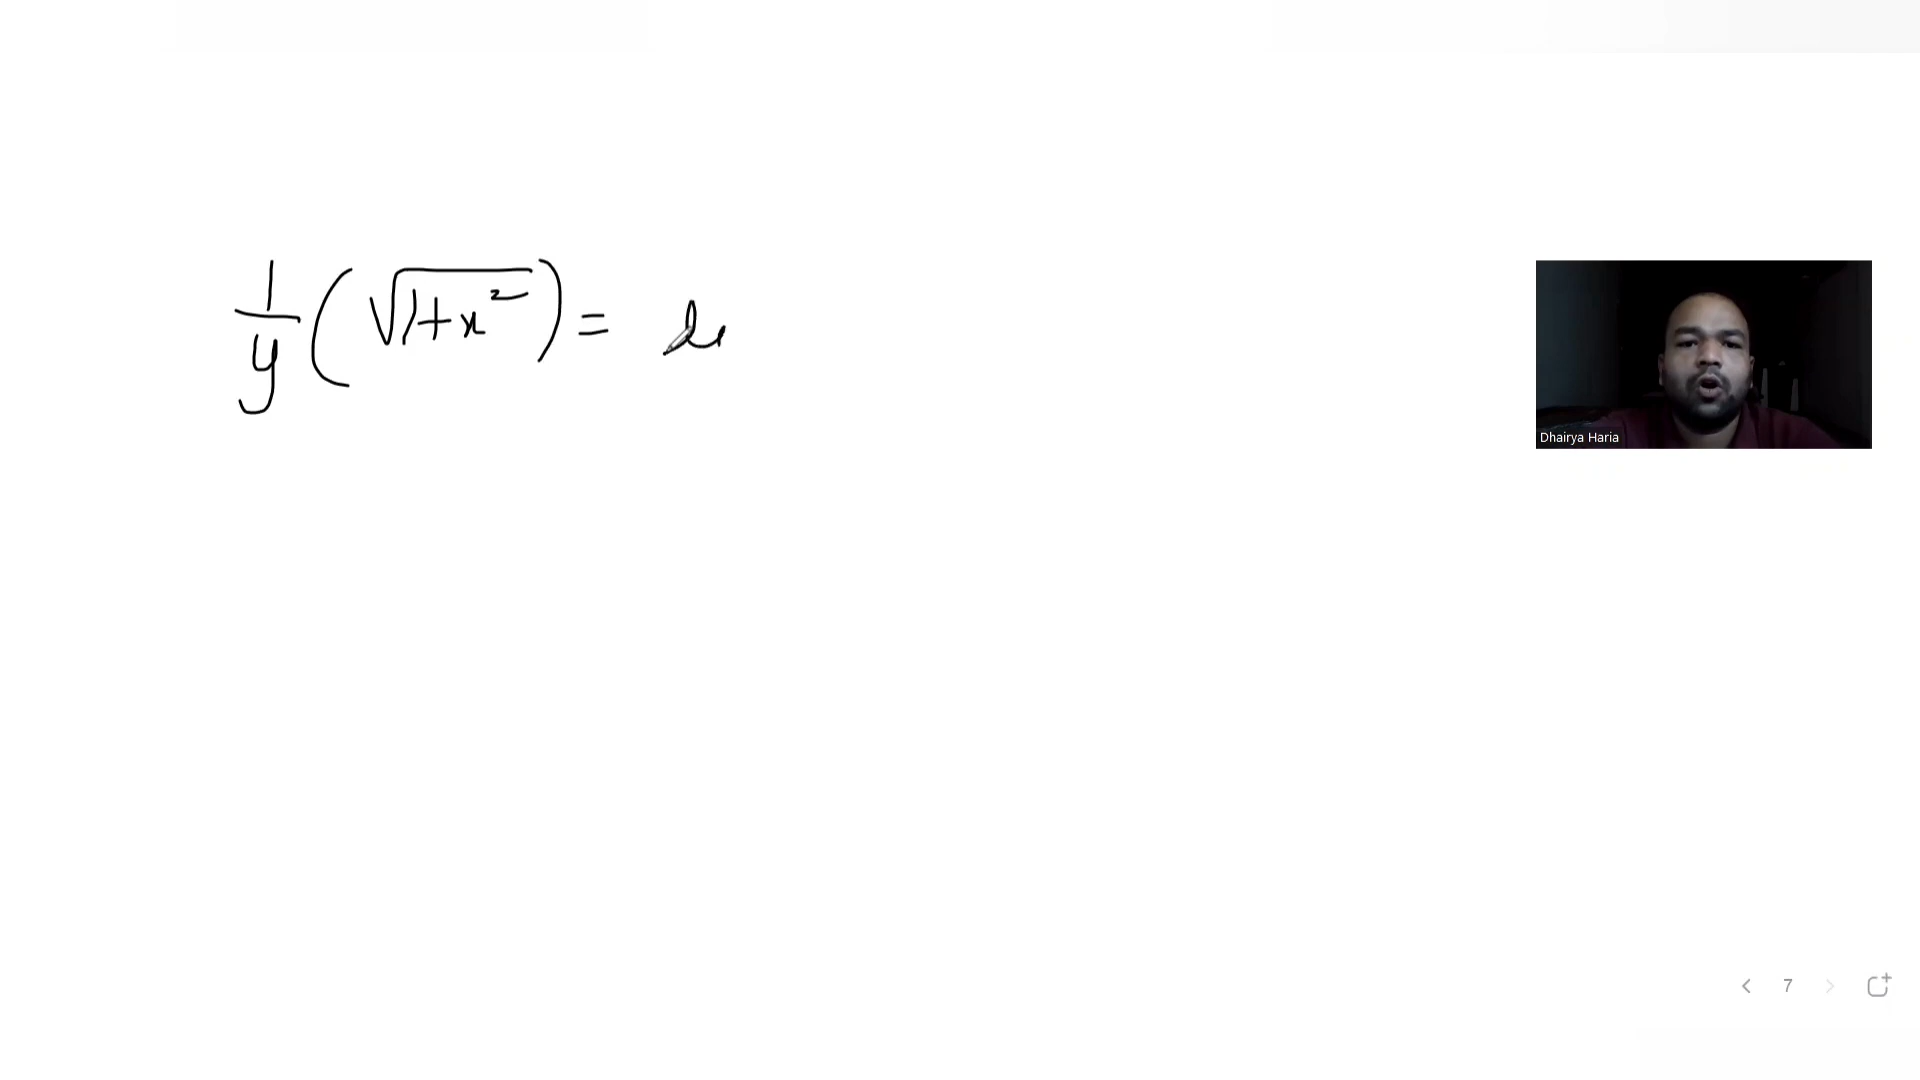 1/y (√(1+x²)) =
Dhairya Haria
7